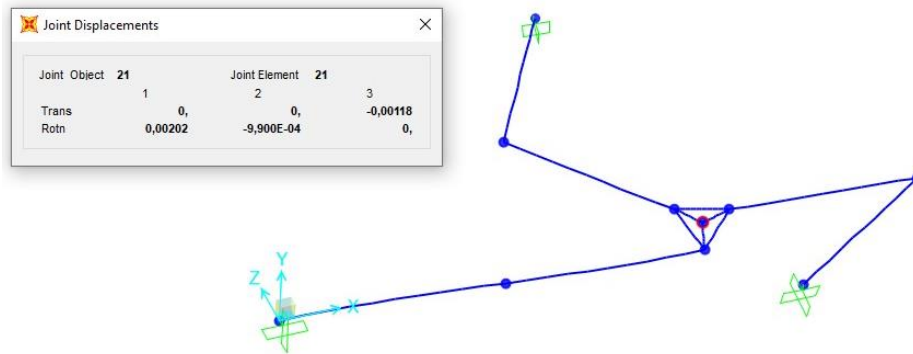 Joint Displacements
Joint Object 21 Joint Element 21
1 2 3
Trans 0, 0, -0,00118
Rotn 0,00202 -9,900E-04 0,
Y
Z
X